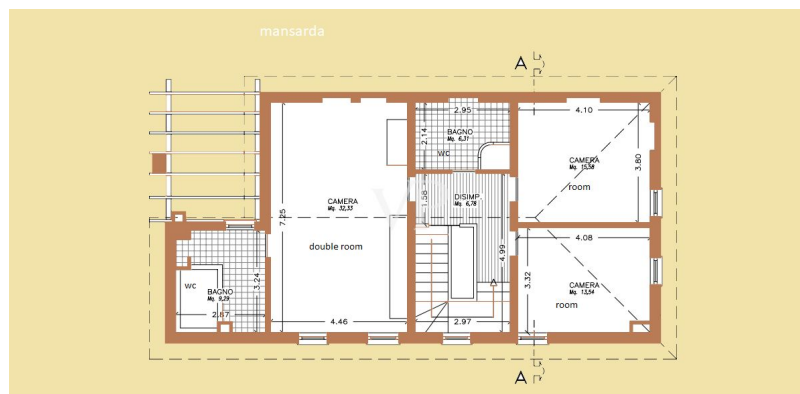 mansarda
A
2.95
4.10
2.14
BAGNO
Mq. 6,31
WC
CAMERA
Mq. 15,58
room
3.80
CAMERA
Mq. 32,33
double room
7.25
1.58
DISIMP.
Mq. 6,78
4.99
4.08
3.32
CAMERA
Mq. 13,54
room
3.24
WC
BAGNO
Mq. 9,29
2.87
4.46
2.97
A